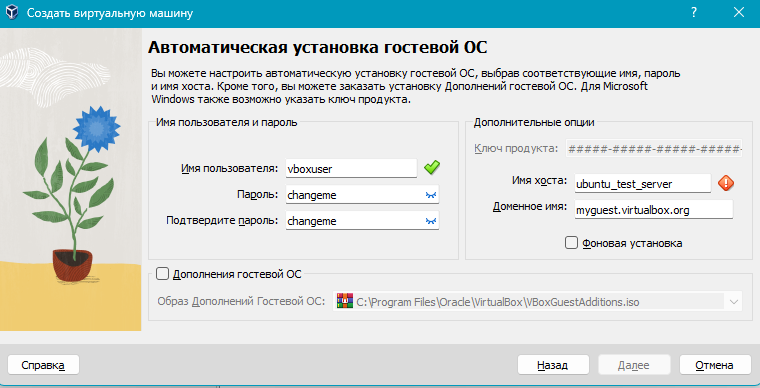 Создать виртуальную машину
Автоматическая установка гостевой ОС
Вы можете настроить автоматическую установку гостевой ОС, выбрав соответствующие имя, пароль
и имя хоста. Кроме того, вы можете заказать установку Дополнений гостевой ОС. Для Microsoft
Windows также возможно указать ключ продукта.
Имя пользователя и пароль
Имя пользователя: vboxuser
Пароль: changeme
Подтвердите пароль: changeme
Дополнительные опции
Ключ продукта: #####-#####-#####-#####-
Имя хоста: ubuntu_test_server
Доменное имя: myguest.virtualbox.org
Фоновая установка
Дополнения гостевой ОС
Образ Дополнений Гостевой ОС: C:\Program Files\Oracle\VirtualBox\VBoxGuestAdditions.iso
Справка
Назад
Далее
Отмена